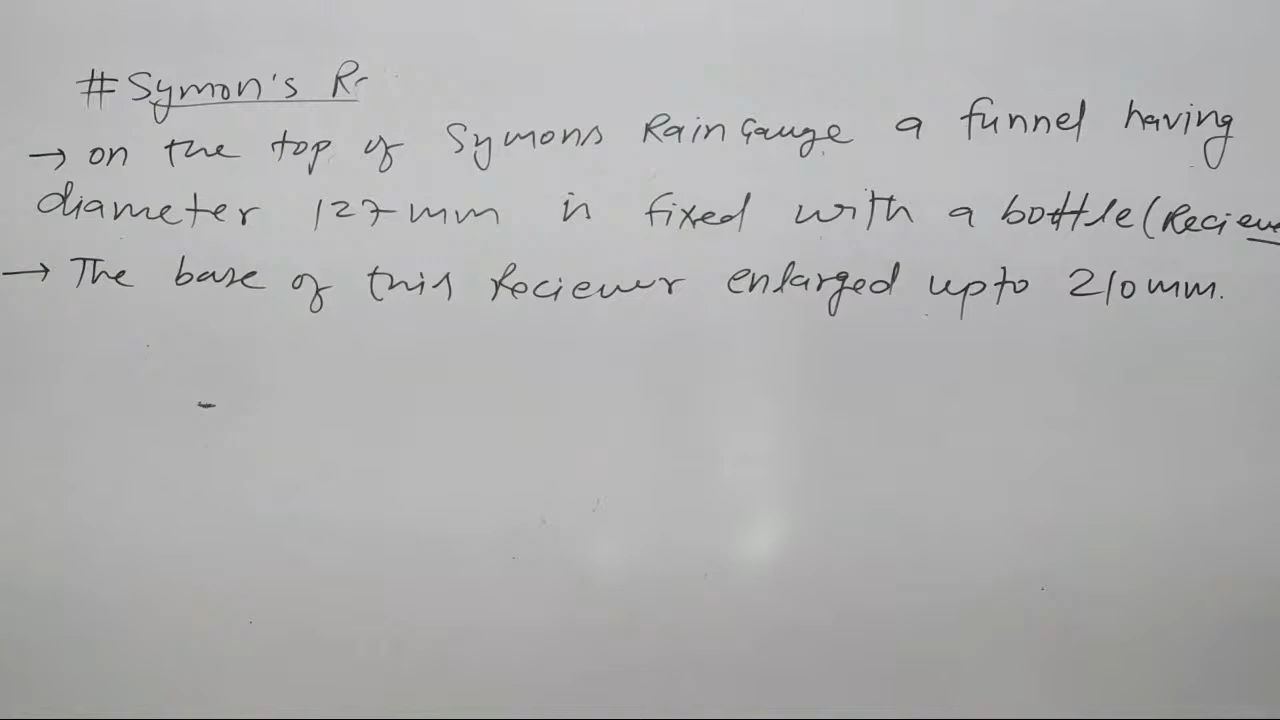 # Symon's R
→ on the top of Symons Rain Gauge a funnel having
diameter 127 mm is fixed with a bottle (Recieve
→ The base of this Reciever enlarged upto 210 mm.